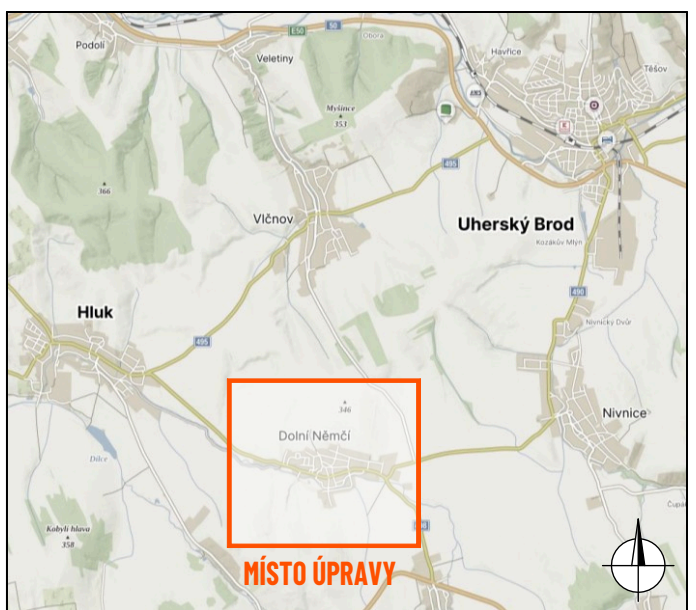 Podolí
E50
Obora
Veletiny
Havřice
Těšov
Myšince
353
495
366
Vlčnov
Uherský Brod
Kozákův Mlýn
490
Hluk
495
Nivnický Dvůr
346
Nivnice
Dolní Němčí
Dílce
Kobylí hlava
358
MÍSTO ÚPRAVY